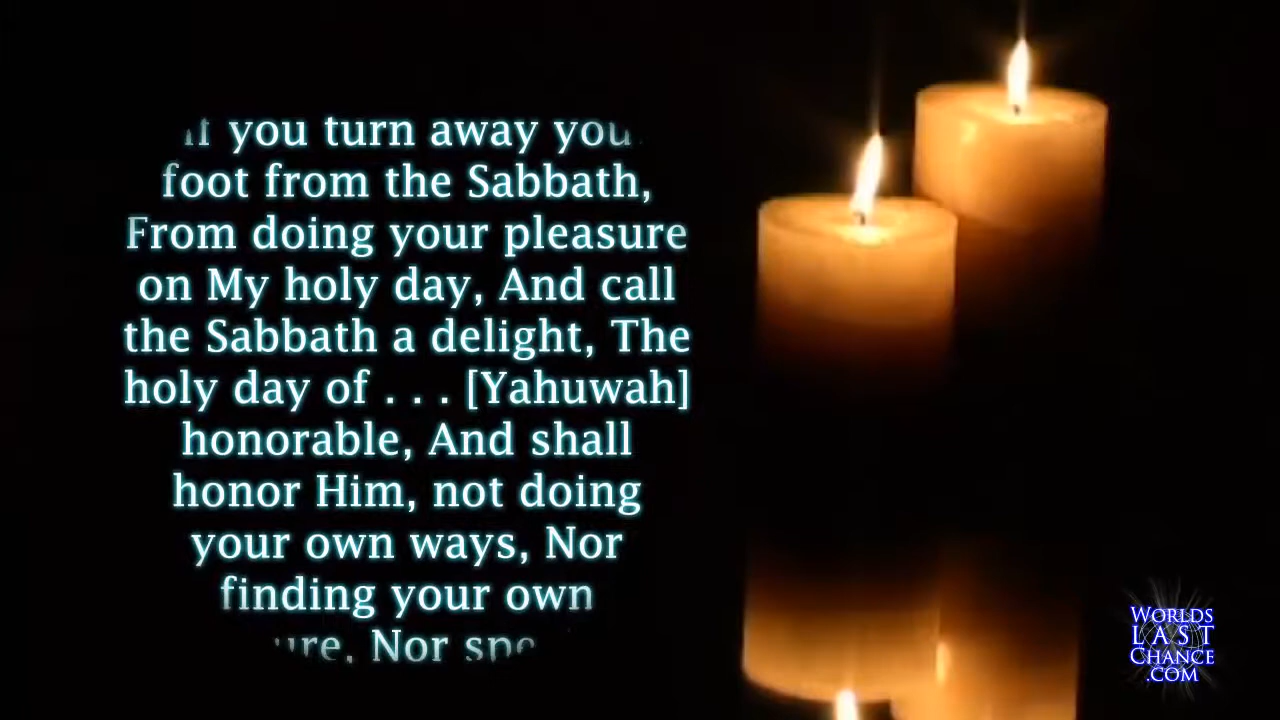 If you turn away you
foot from the Sabbath,
From doing your pleasure
on My holy day, And call
the Sabbath a delight, The
holy day of . . . [Yahuwah]
honorable, And shall
honor Him, not doing
your own ways, Nor
finding your own
ure, Nor spe
WORLDS
LAST
CHANCE
.COM